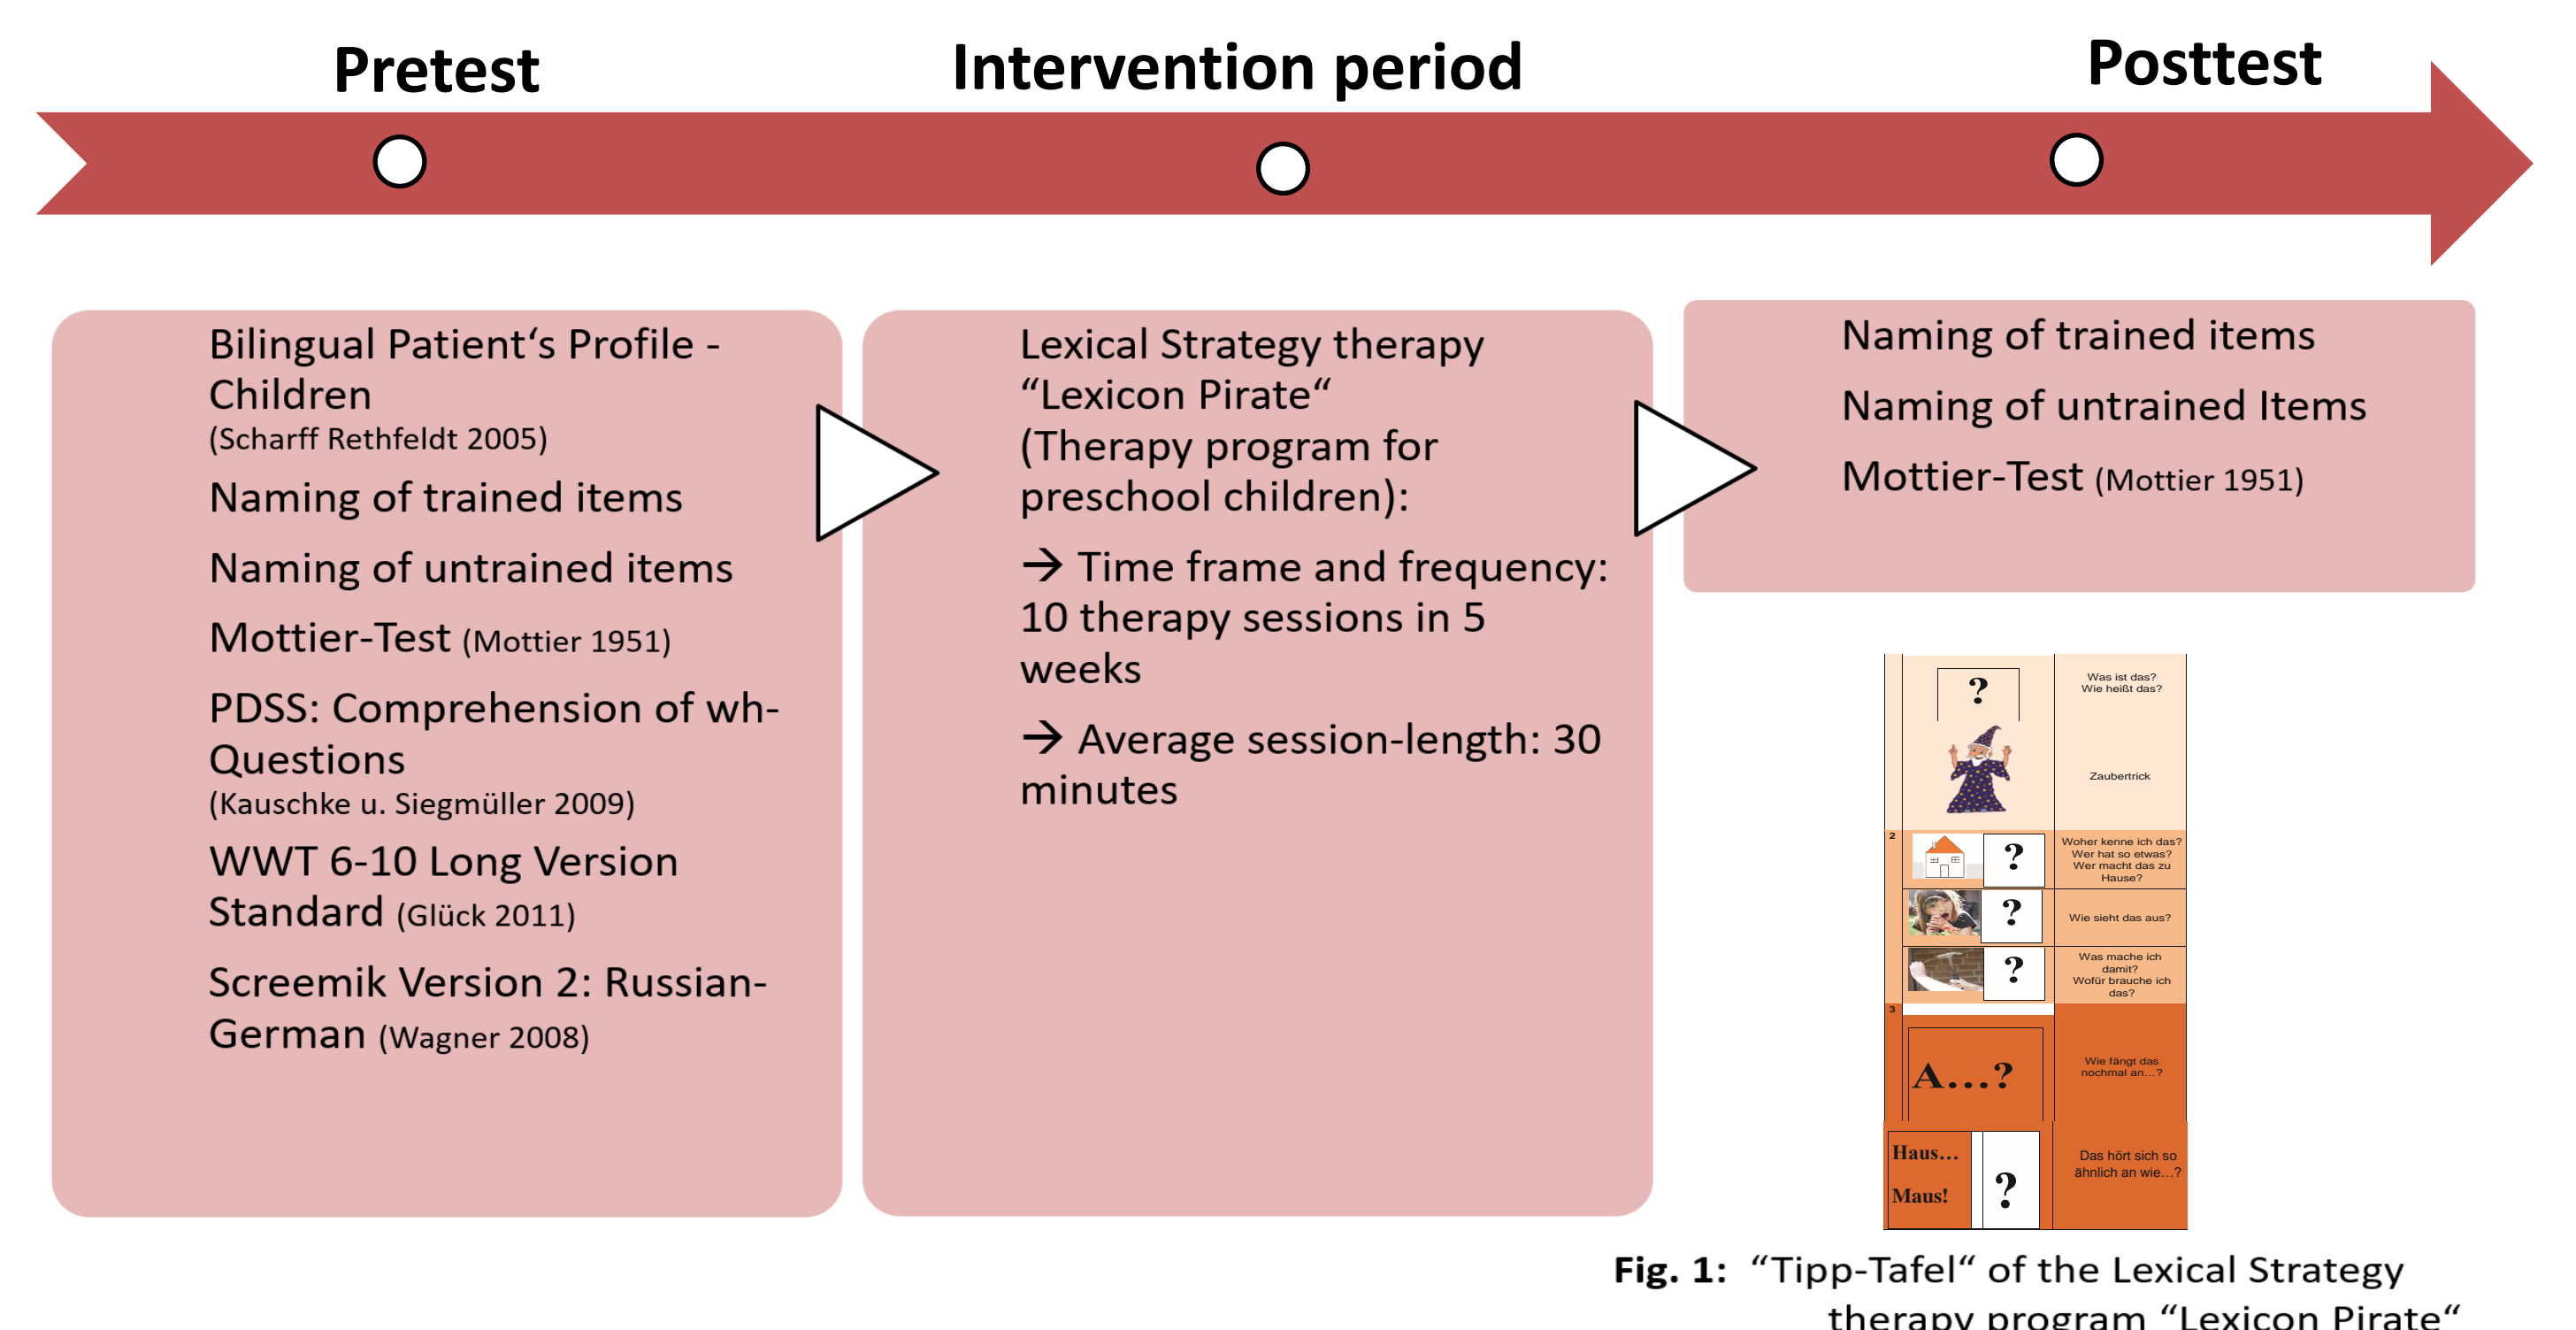 Pretest
Intervention period
Posttest
Bilingual Patient‘s Profile -
Children
(Scharff Rethfeldt 2005)
Naming of trained items
Naming of untrained items
Mottier-Test (Mottier 1951)
PDSS: Comprehension of wh-
Questions
(Kauschke u. Siegmüller 2009)
WWT 6-10 Long Version
Standard (Glück 2011)
Screemik Version 2: Russian-
German (Wagner 2008)
Lexical Strategy therapy
“Lexicon Pirate“
(Therapy program for
preschool children):
→ Time frame and frequency:
10 therapy sessions in 5
weeks
→ Average session-length: 30
minutes
Naming of trained items
Naming of untrained Items
Mottier-Test (Mottier 1951)
?
Was ist das?
Wie heißt das?
Zaubertrick
2
?
Woher kenne ich das?
Wer hat so etwas?
Wer macht das zu
Hause?
?
Wie sieht das aus?
?
Was mache ich
damit?
Wofür brauche ich
das?
3
A...?
Wie fängt das
nochmal an...?
Haus...
Maus!
?
Das hört sich so
ähnlich an wie...?
Fig. 1: “Tipp-Tafel“ of the Lexical Strategy
therapy program “Lexicon Pirate“